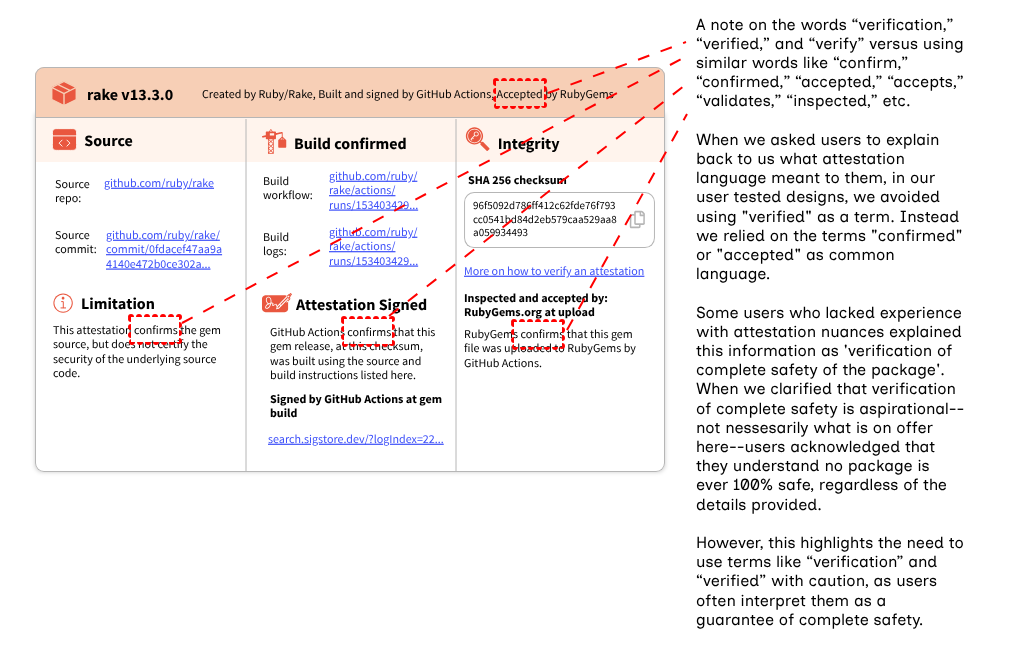 rake v13.3.0
Created by Ruby/Rake, Built and signed by GitHub Actions, Accepted by RubyGems
Source
Source repo:
github.com/ruby/rake
Source commit:
github.com/ruby/rake/
commit/0fdacef47aa9a
4140e472b0ce302a...
Limitation
This attestation confirms the gem
source, but does not certify the
security of the underlying source
code.
Build confirmed
Build workflow:
github.com/ruby/
rake/actions/
runs/153403429...
Build logs:
github.com/ruby/
rake/actions/
runs/153403429...
Attestation Signed
GitHub Actions confirms that this
gem release, at this checksum,
was built using the source and
build instructions listed here.
Signed by GitHub Actions at gem
build
search.sigstore.dev/?logIndex=22...
Integrity
SHA 256 checksum
96f5092d786ff412c62fde76f793
cc0541bd84d2eb579caa529aa8
a059934493
More on how to verify an attestation
Inspected and accepted by:
RubyGems.org at upload
RubyGems confirms that this gem
file was uploaded to RubyGems by
GitHub Actions.
A note on the words “verification,”
“verified,” and “verify” versus using
similar words like “confirm,”
“confirmed,” “accepted,” “accepts,”
“validates,” “inspected,” etc.
When we asked users to explain
back to us what attestation
language meant to them, in our
user tested designs, we avoided
using "verified" as a term. Instead
we relied on the terms "confirmed"
or "accepted" as common
language.
Some users who lacked experience
with attestation nuances explained
this information as 'verification of
complete safety of the package'.
When we clarified that verification
of complete safety is aspirational--
not nessesarily what is on offer
here--users acknowledged that
they understand no package is
ever 100% safe, regardless of the
details provided.
However, this highlights the need to
use terms like “verification” and
“verified” with caution, as users
often interpret them as a
guarantee of complete safety.